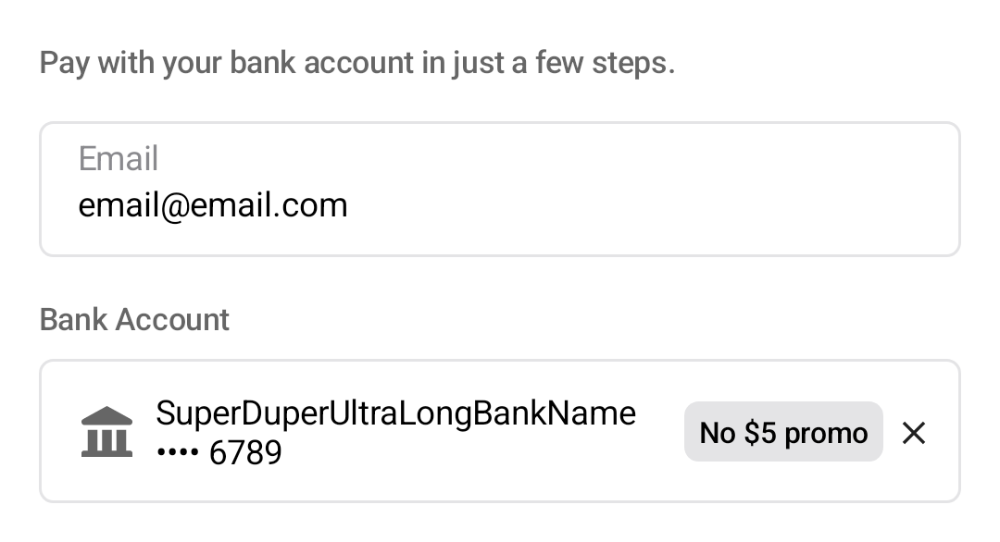 Pay with your bank account in just a few steps.
Email
email@email.com
Bank Account
SuperDuperUltraLongBankName
•••• 6789
No $5 promo